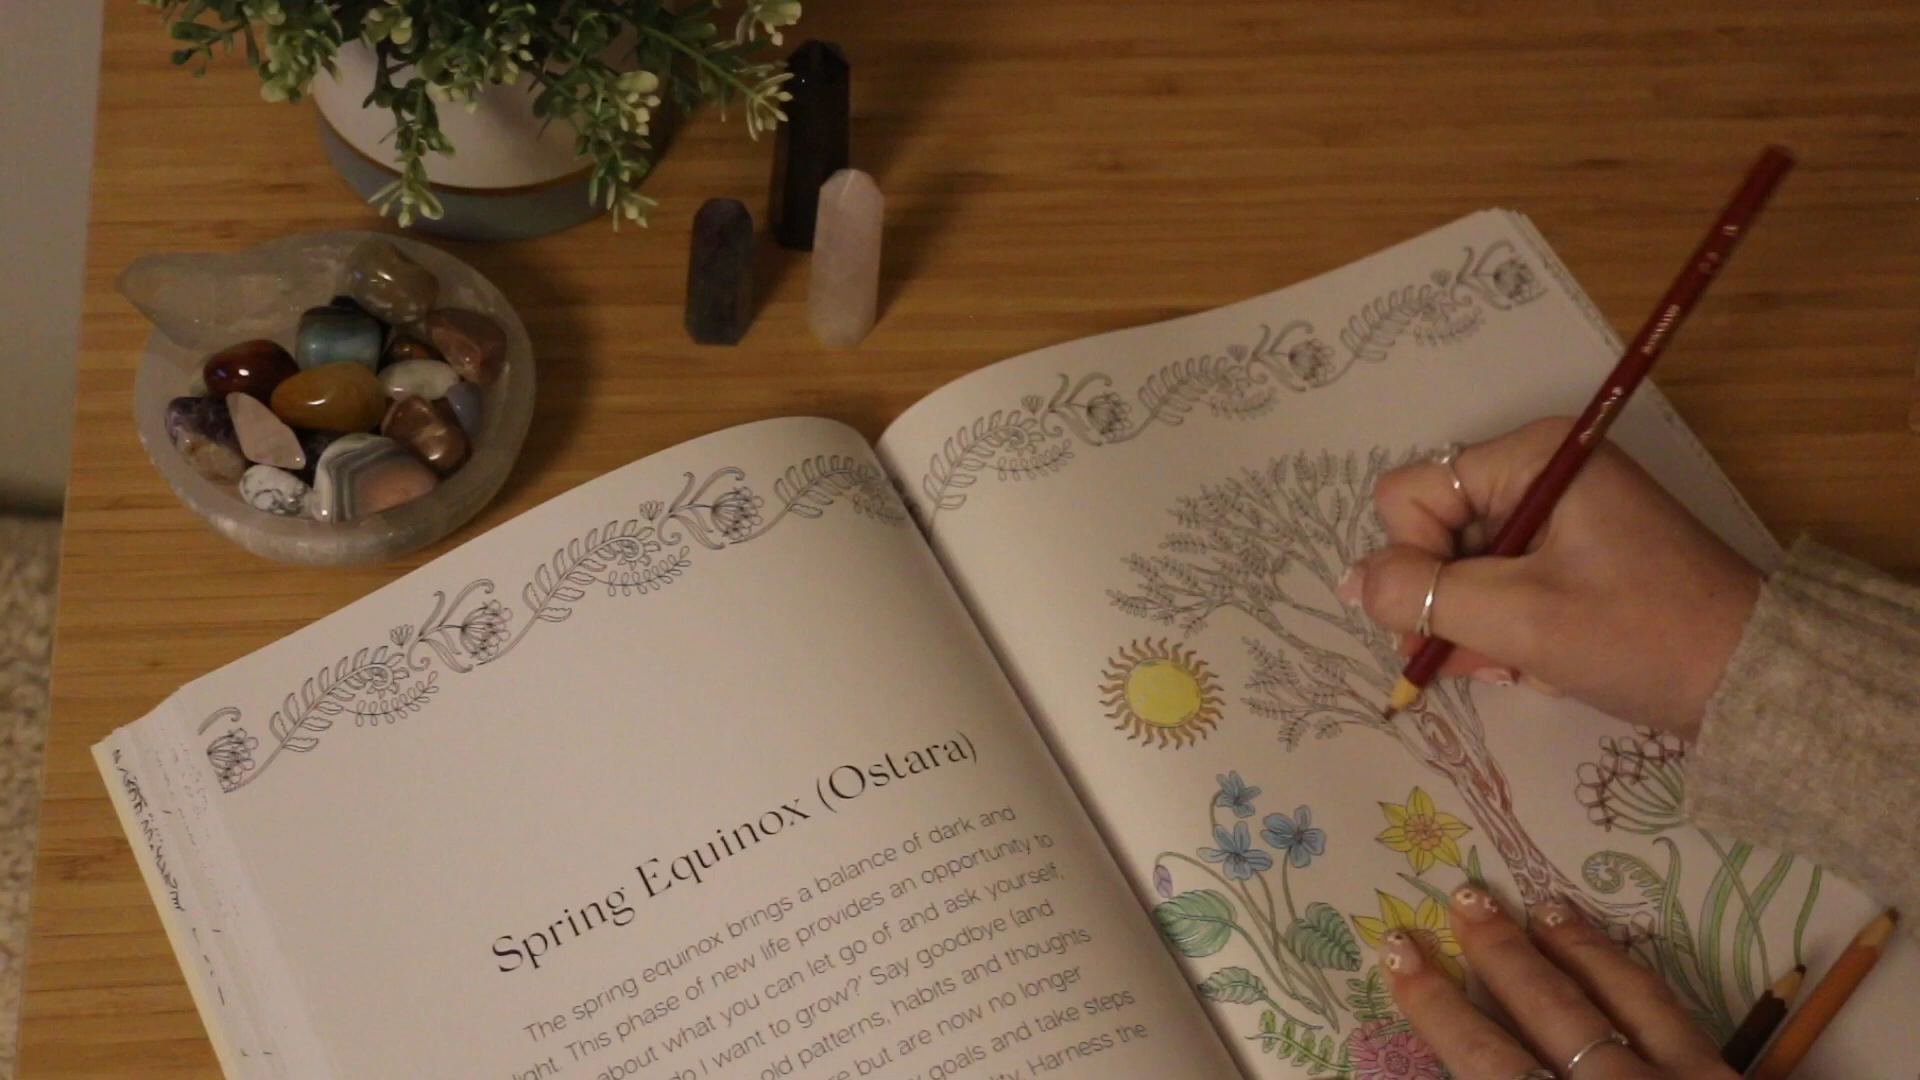 Spring Equinox (Ostara)
The spring equinox brings a balance of dark and
light. This phase of new life provides an opportunity to
about what you can let go of and ask yourself,
do I want to grow?' Say goodbye (and
old patterns, habits and thoughts
but are now no longer
goals and take steps
Harness the